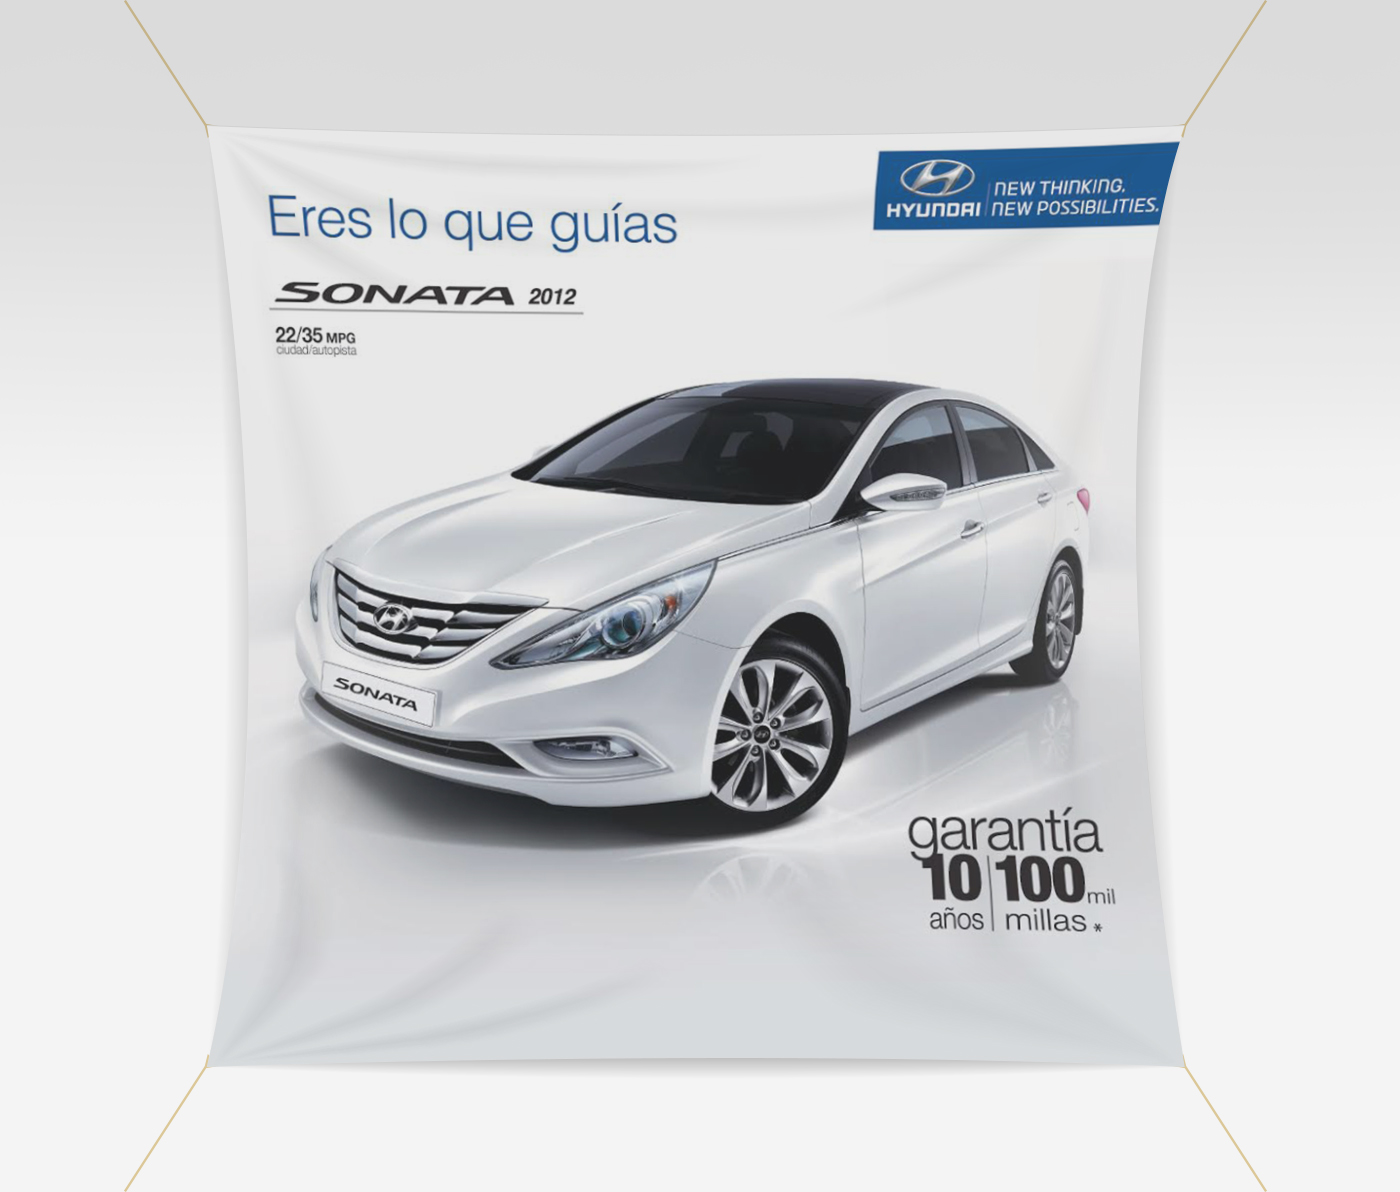 Eres lo que guías
HYUNDAI
NEW THINKING.
NEW POSSIBILITIES.
SONATA 2012
22/35 MPG
ciudad/autopista
SONATA
garantía
10 100 mil
años millas *